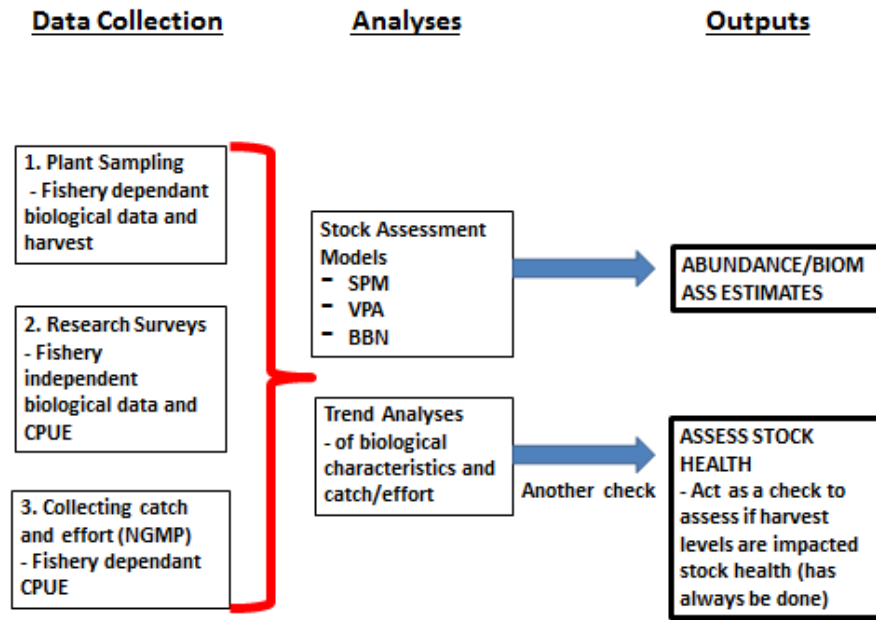 Data Collection
Analyses
Outputs
1. Plant Sampling
- Fishery dependant
biological data and
harvest
2. Research Surveys
- Fishery
independent
biological data and
CPUE
3. Collecting catch
and effort (NGMP)
- Fishery dependant
CPUE
Stock Assessment
Models
- SPM
- VPA
- BBN
Trend Analyses
- of biological
characteristics and
catch/effort
Another check
ABUNDANCE/BIOM
ASS ESTIMATES
ASSESS STOCK
HEALTH
- Act as a check to
assess if harvest
levels are impacted
stock health (has
always be done)